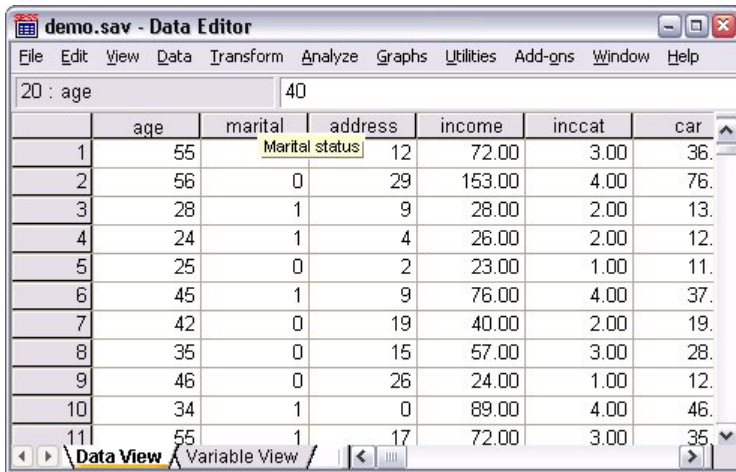 demo.sav - Data Editor
File Edit View Data Transform Analyze Graphs Utilities Add-ons Window Help
20 : age 40
age marital address income inccat car
Marital status
1 55 12 72.00 3.00 36.
2 56 0 29 153.00 4.00 76.
3 28 1 9 28.00 2.00 13.
4 24 1 4 26.00 2.00 12.
5 25 0 2 23.00 1.00 11.
6 45 1 9 76.00 4.00 37.
7 42 0 19 40.00 2.00 19.
8 35 0 15 57.00 3.00 28.
9 46 0 26 24.00 1.00 12.
10 34 1 0 89.00 4.00 46.
11 55 1 17 72.00 3.00 35.
Data View Variable View